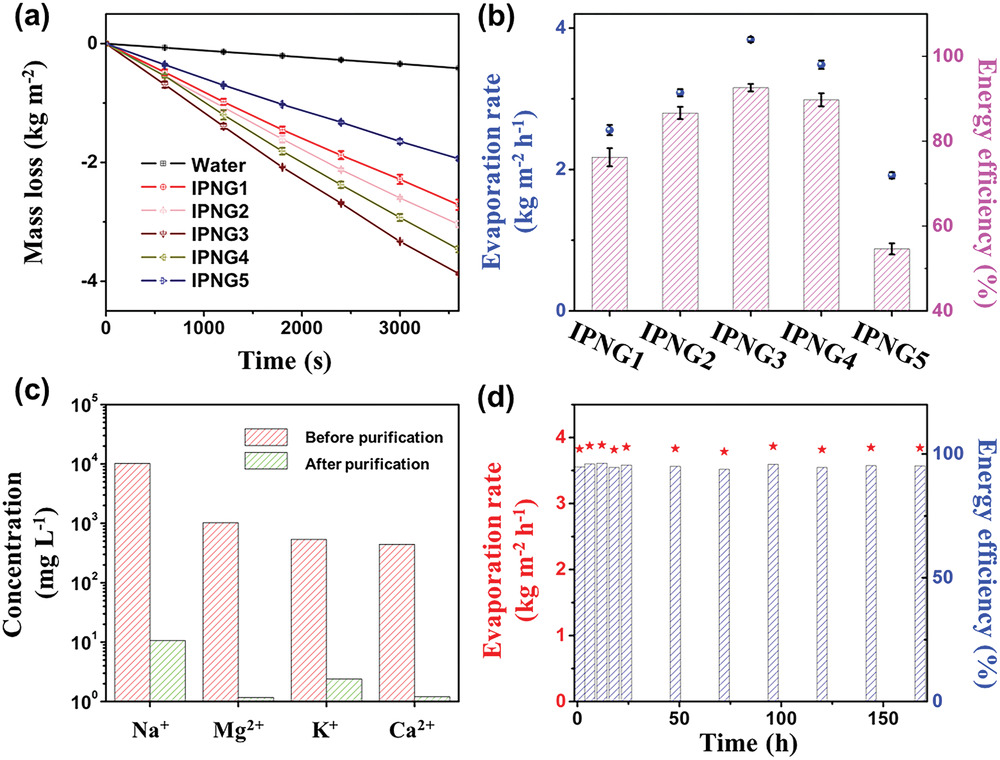 (a)
Mass loss (kg m⁻²)
0
-2
-4
Water
IPNG1
IPNG2
IPNG3
IPNG4
IPNG5
0 1200 2400 3000
Time (s)
(b)
Evaporation rate
(kg m⁻² h⁻¹)
4
2
0
IPNG1 IPNG2 IPNG3 IPNG4 IPNG5
100
80
60
40
Energy
efficiency (%)
(c)
Concentration
(mg L⁻¹)
10⁵
10⁴
10³
10²
10¹
10⁰
Before purification
After purification
Na⁺ Mg²⁺ K⁺ Ca²⁺
(d)
Evaporation rate
(kg m⁻² h⁻¹)
4
3
2
1
0
0 50 100 150
Time (h)
100
50
0
Energy efficiency (%)